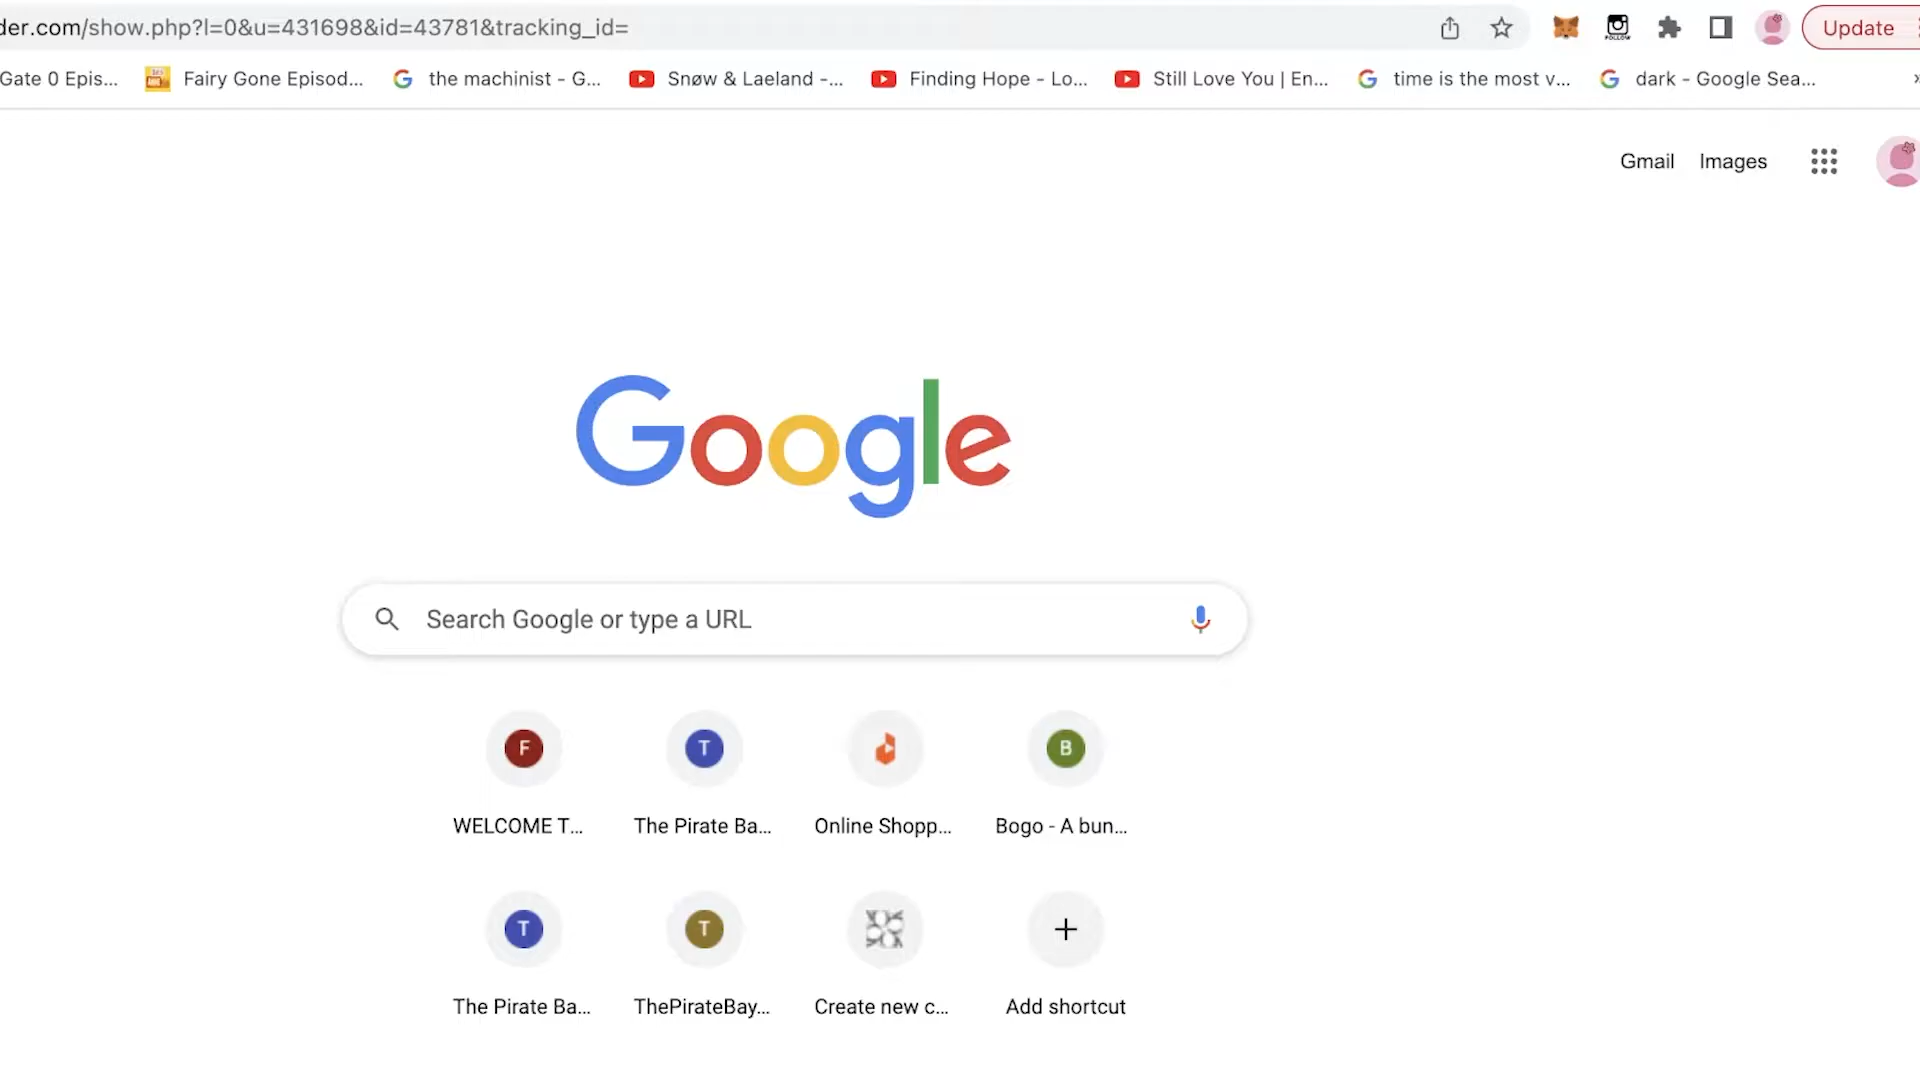 der.com/show.php?l=0&u=431698&id=43781&tracking_id=
FOLLOW
Update
Gate 0 Epis...
Fairy Gone Episod...
the machinist - G...
Snøw & Laeland -...
Finding Hope - Lo...
Still Love You | En...
time is the most v...
dark - Google Sea...
»
Gmail
Images
Google
Search Google or type a URL
F
T
B
WELCOME T...
The Pirate Ba...
Online Shopp...
Bogo - A bun...
T
T
The Pirate Ba...
ThePirateBay...
Create new c...
Add shortcut